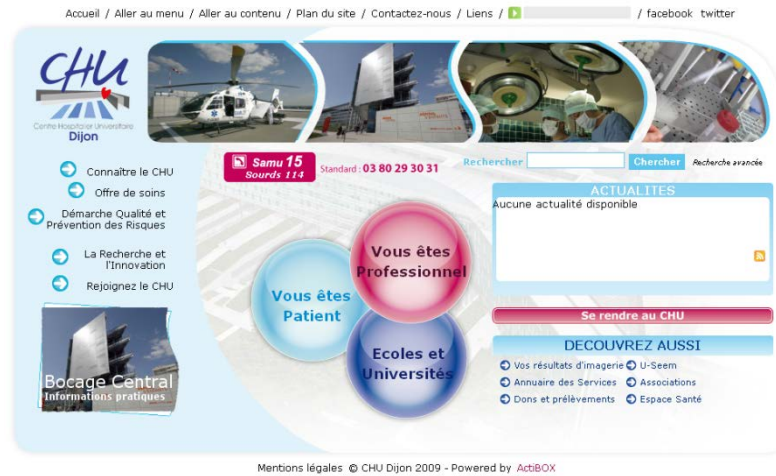 Accueil / Aller au menu / Aller au contenu / Plan du site / Contactez-nous / Liens / / facebook twitter
CHU
Centre Hospitalier Universitaire
Dijon
Samu 15
Sourds 114
Standard : 03 80 29 30 31
Rechercher
Chercher
Recherche avancée
Connaître le CHU
Offre de soins
Démarche Qualité et
Prévention des Risques
La Recherche et
l'Innovation
Rejoignez le CHU
Bocage Central
Informations pratiques
Vous êtes
Professionnel
Vous êtes
Patient
Ecoles et
Universités
ACTUALITES
Aucune actualité disponible
Se rendre au CHU
DECOUVREZ AUSSI
Vos résultats d'imagerie
U-Seem
Annuaire des Services
Associations
Dons et prélèvements
Espace Santé
Mentions légales © CHU Dijon 2009 - Powered by ActiBOX